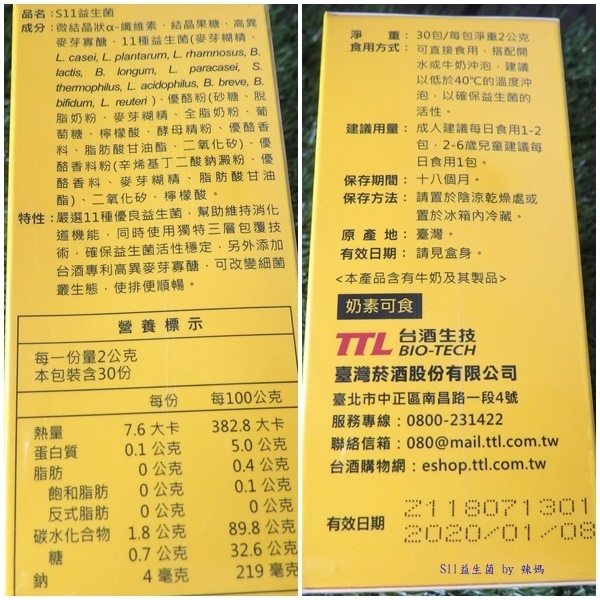 品名：S11益生菌
成分：微結晶狀α-纖維素、結晶果糖、高異
麥芽寡醣、11種益生菌(麥芽糊精、
L. casei, L. plantarum, L. rhamnosus, B.
lactis, B. longum, L. paracasei, S.
thermophilus, L. acidophilus, B. breve, B.
bifidum, L. reuteri )、優酪粉(砂糖、脫
脂奶粉、麥芽糊精、全脂奶粉、葡
萄糖、檸檬酸、酵母精粉、優酪香
料、脂肪酸甘油酯、二氧化矽)、優
酪香料粉(辛烯基丁二酸鈉澱粉、優
酪香料、麥芽糊精、脂肪酸甘油
酯)、二氧化矽、檸檬酸。
特性：嚴選11種優良益生菌，幫助維持消化
道機能，同時使用獨特三層包覆技
術，確保益生菌活性穩定，另外添加
台酒專利高異麥芽寡醣，可改變細菌
叢生態，使排便順暢。
營養標示
每一份量2公克
本包裝含30份
每份 每100公克
熱量 7.6 大卡 382.8 大卡
蛋白質 0.1 公克 5.0 公克
脂肪 0 公克 0.4 公克
飽和脂肪 0 公克 0.1 公克
反式脂肪 0 公克 0 公克
碳水化合物 1.8 公克 89.8 公克
糖 0.7 公克 32.6 公克
鈉 4 毫克 219 毫克
淨重：30包/每包淨重2公克
食用方式：可直接食用、搭配開
水或牛奶沖泡，建議
以低於40℃的溫度沖
泡，以確保益生菌的
活性。
建議用量：成人建議每日食用1-2
包，2-6歲兒童建議每
日食用1包。
保存期間：十八個月。
保存方法：請置於陰涼乾燥處或
置於冰箱內冷藏。
原產地：臺灣。
有效日期：請見盒身。
<本產品含有牛奶及其製品>
奶素可食
TTL 台酒生技
BIO-TECH
臺灣菸酒股份有限公司
臺北市中正區南昌路一段4號
服務專線：0800-231422
聯絡信箱：080@mail.ttl.com.tw
台酒購物網：eshop.ttl.com.tw
Z118071301
有效日期 2020/01/08
S11益生菌 by 辣媽